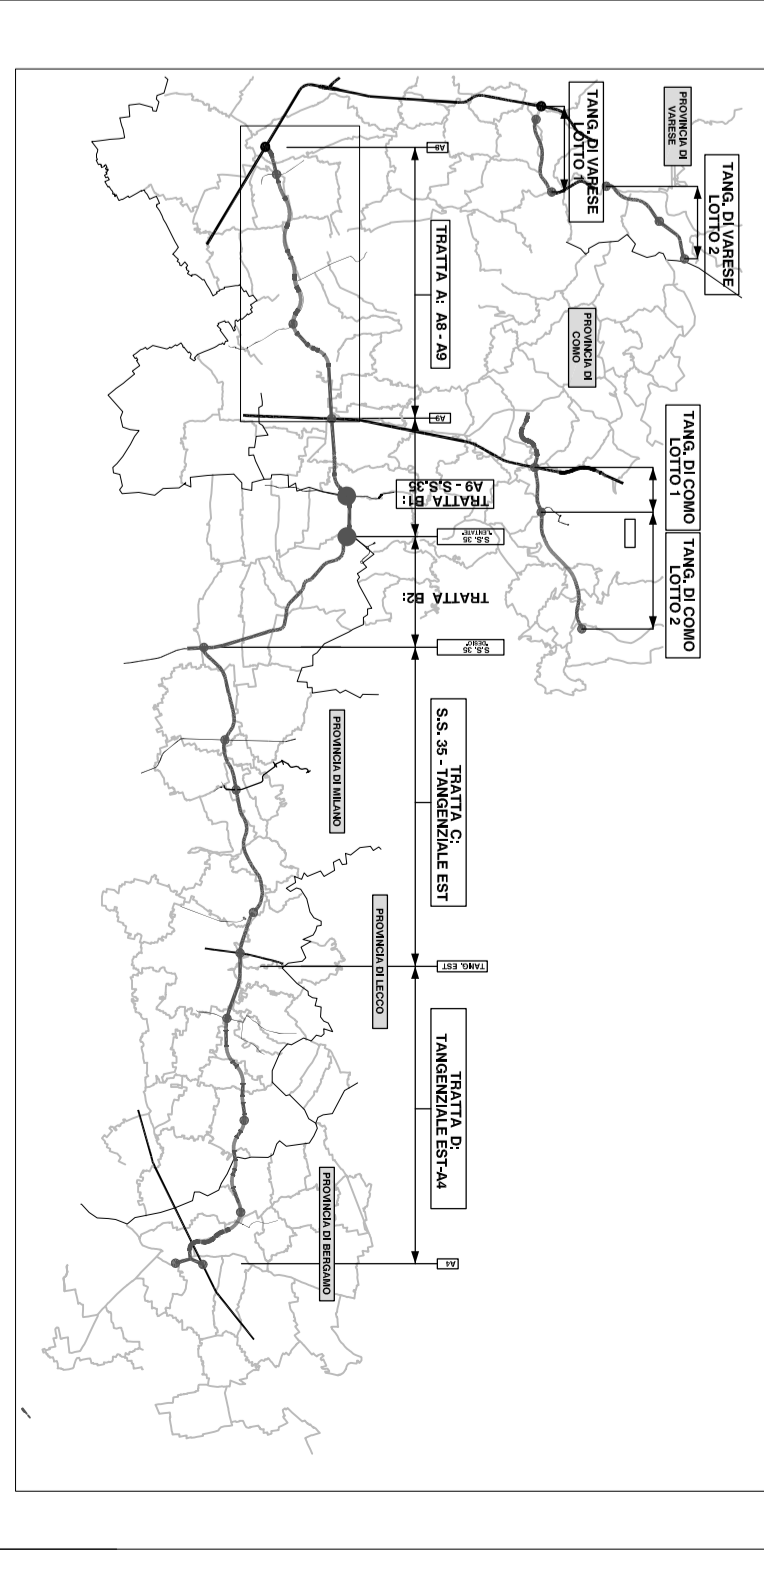 TANG. DI VARESE
LOTTO 1
PROVINCIA DI
VARESE
TANG. DI VARESE
LOTTO 2
A8
TRATTA A: A8 - A9
PROVINCIA DI
COMO
A9
TANG. DI COMO
LOTTO 1
TRATTA B1:
A9 - S.S.35
S.S. 35
"LENTATE"
TANG. DI COMO
LOTTO 2
TRATTA B2:
S.S. 35
"DESIO"
PROVINCIA DI MILANO
TRATTA C:
S.S. 35 - TANGENZIALE EST
PROVINCIA DI LECCO
TANG. EST
TRATTA D:
TANGENZIALE EST-A4
PROVINCIA DI BERGAMO
A4